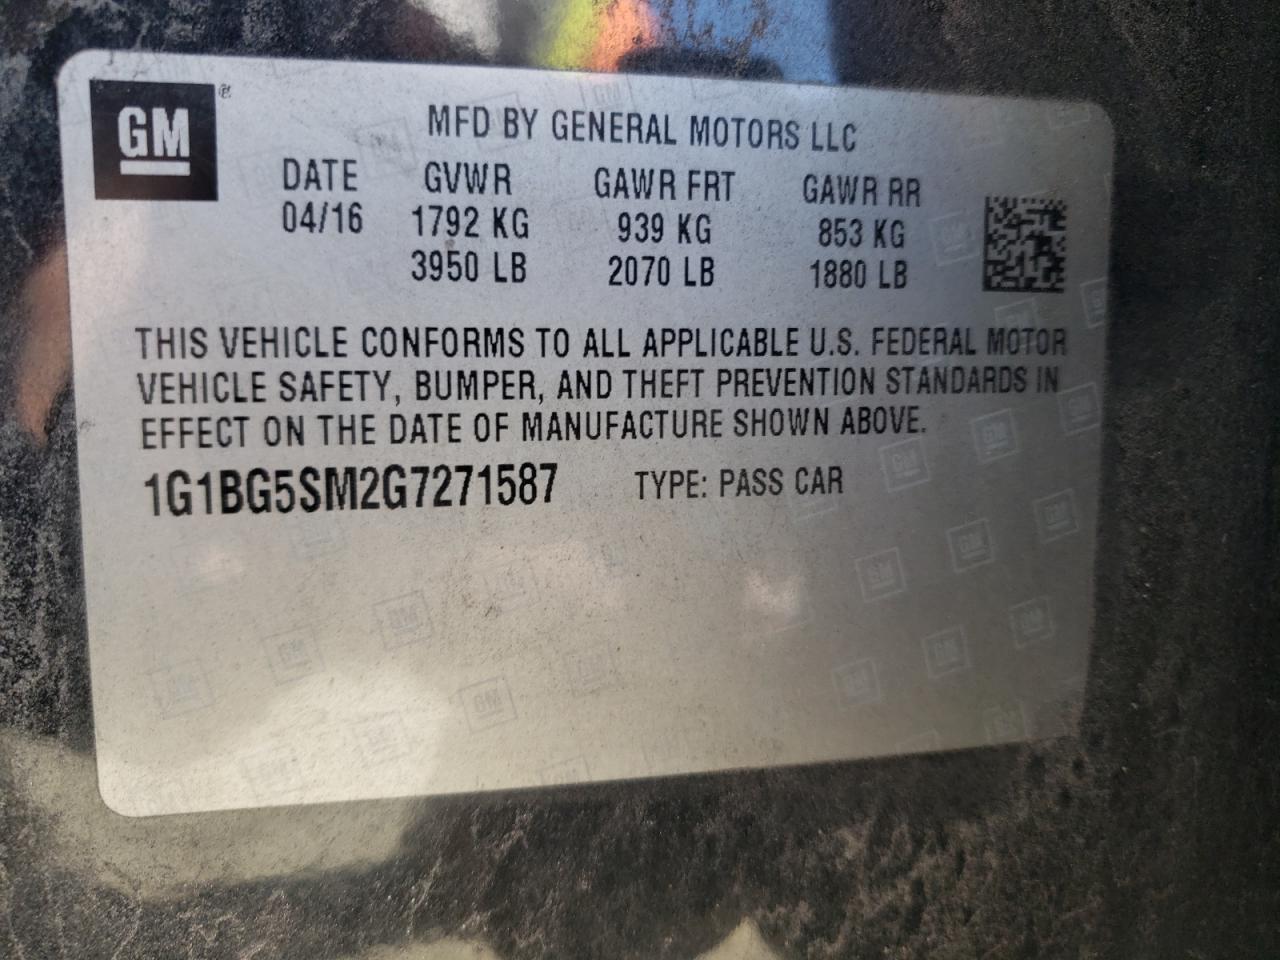 GM ®
MFD BY GENERAL MOTORS LLC
DATE GVWR GAWR FRT GAWR RR
04/16 1792 KG 939 KG 853 KG
3950 LB 2070 LB 1880 LB
THIS VEHICLE CONFORMS TO ALL APPLICABLE U.S. FEDERAL MOTOR
VEHICLE SAFETY, BUMPER, AND THEFT PREVENTION STANDARDS IN
EFFECT ON THE DATE OF MANUFACTURE SHOWN ABOVE.
1G1BG5SM2G7271587 TYPE: PASS CAR